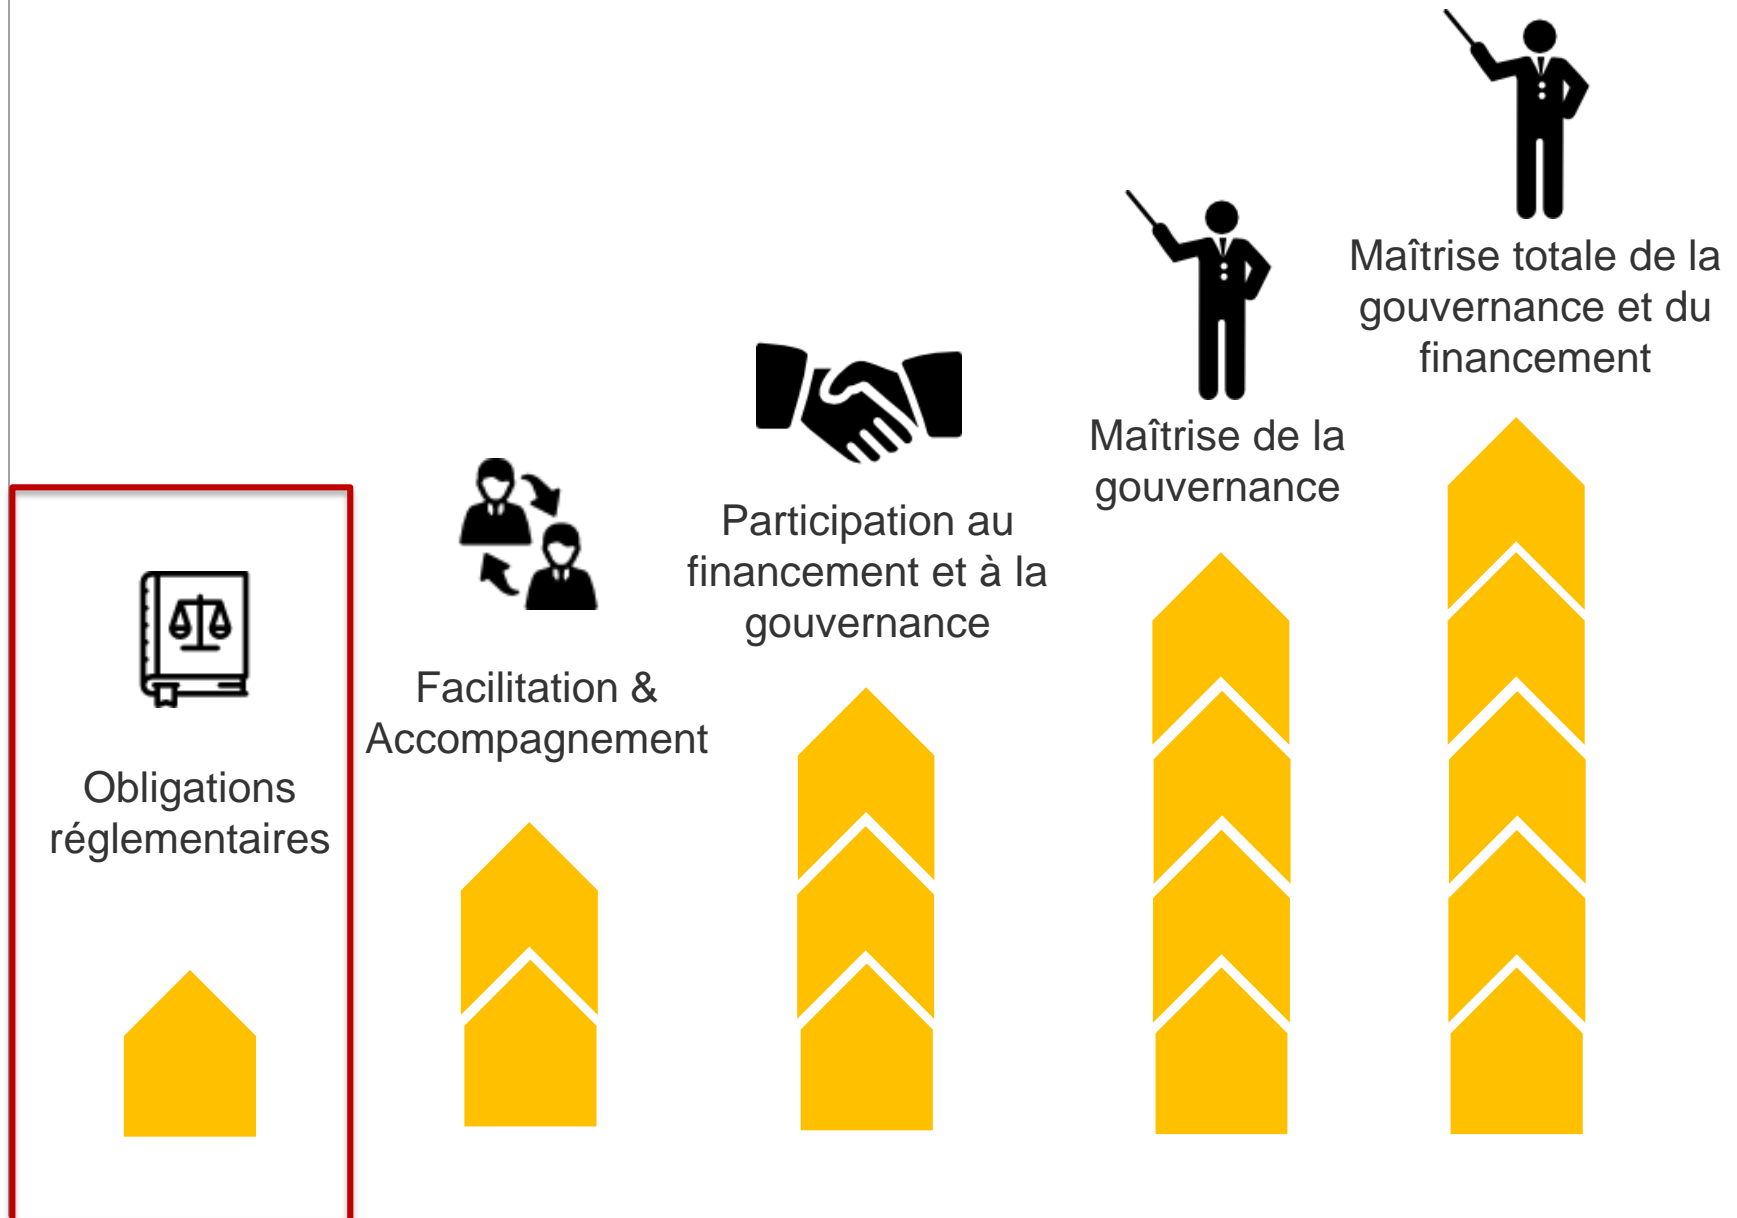 Obligations
réglementaires
Facilitation &
Accompagnement
Participation au
financement et à la
gouvernance
Maîtrise de la
gouvernance
Maîtrise totale de la
gouvernance et du
financement